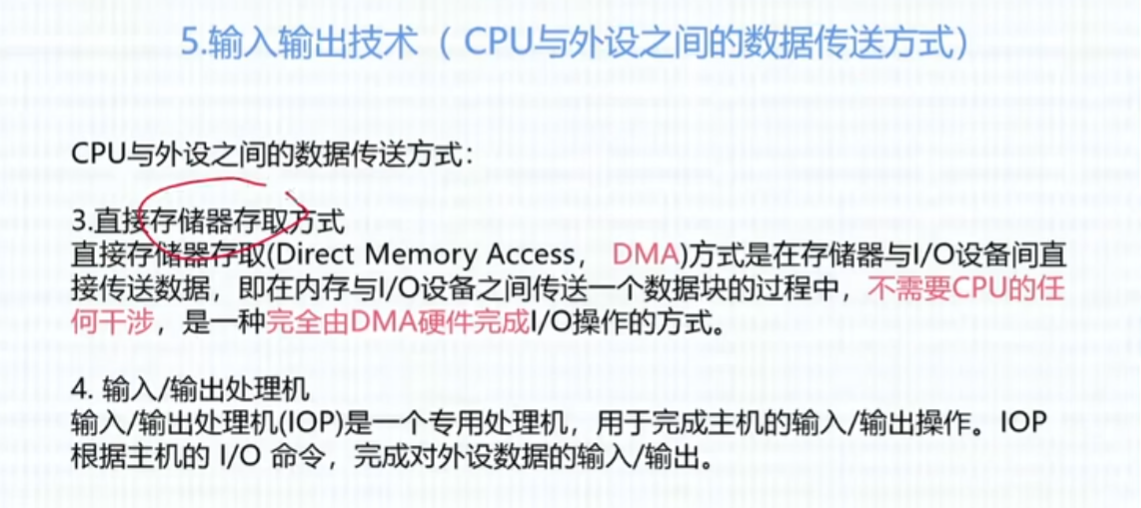 5.输入输出技术（ CPU与外设之间的数据传送方式）
CPU与外设之间的数据传送方式：
3.直接存储器存取方式
直接存储器存取(Direct Memory Access， DMA)方式是在存储器与I/O设备间直
接传送数据，即在内存与I/O设备之间传送一个数据块的过程中，不需要CPU的任
何干涉，是一种完全由DMA硬件完成I/O操作的方式。
4. 输入/输出处理机
输入/输出处理机(IOP)是一个专用处理机，用于完成主机的输入/输出操作。IOP
根据主机的 I/O 命令，完成对外设数据的输入/输出。